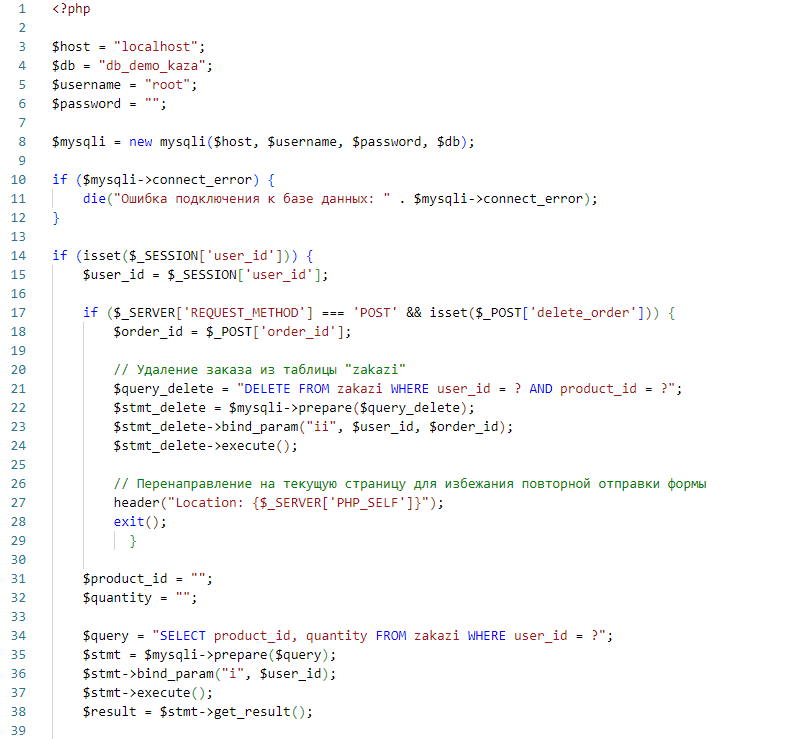 1 <?php
2
3 $host = "localhost";
4 $db = "db_demo_kaza";
5 $username = "root";
6 $password = "";
7
8 $mysqli = new mysqli($host, $username, $password, $db);
9
10 if ($mysqli->connect_error) {
11     die("Ошибка подключения к базе данных: " . $mysqli->connect_error);
12 }
13
14 if (isset($_SESSION['user_id'])) {
15     $user_id = $_SESSION['user_id'];
16
17     if ($_SERVER['REQUEST_METHOD'] === 'POST' && isset($_POST['delete_order'])) {
18         $order_id = $_POST['order_id'];
19
20         // Удаление заказа из таблицы "zakazi"
21         $query_delete = "DELETE FROM zakazi WHERE user_id = ? AND product_id = ?";
22         $stmt_delete = $mysqli->prepare($query_delete);
23         $stmt_delete->bind_param("ii", $user_id, $order_id);
24         $stmt_delete->execute();
25
26         // Перенаправление на текущую страницу для избежания повторной отправки формы
27         header("Location: {$_SERVER['PHP_SELF']}");
28         exit();
29           }
30
31     $product_id = "";
32     $quantity = "";
33
34     $query = "SELECT product_id, quantity FROM zakazi WHERE user_id = ?";
35     $stmt = $mysqli->prepare($query);
36     $stmt->bind_param("i", $user_id);
37     $stmt->execute();
38     $result = $stmt->get_result();
39